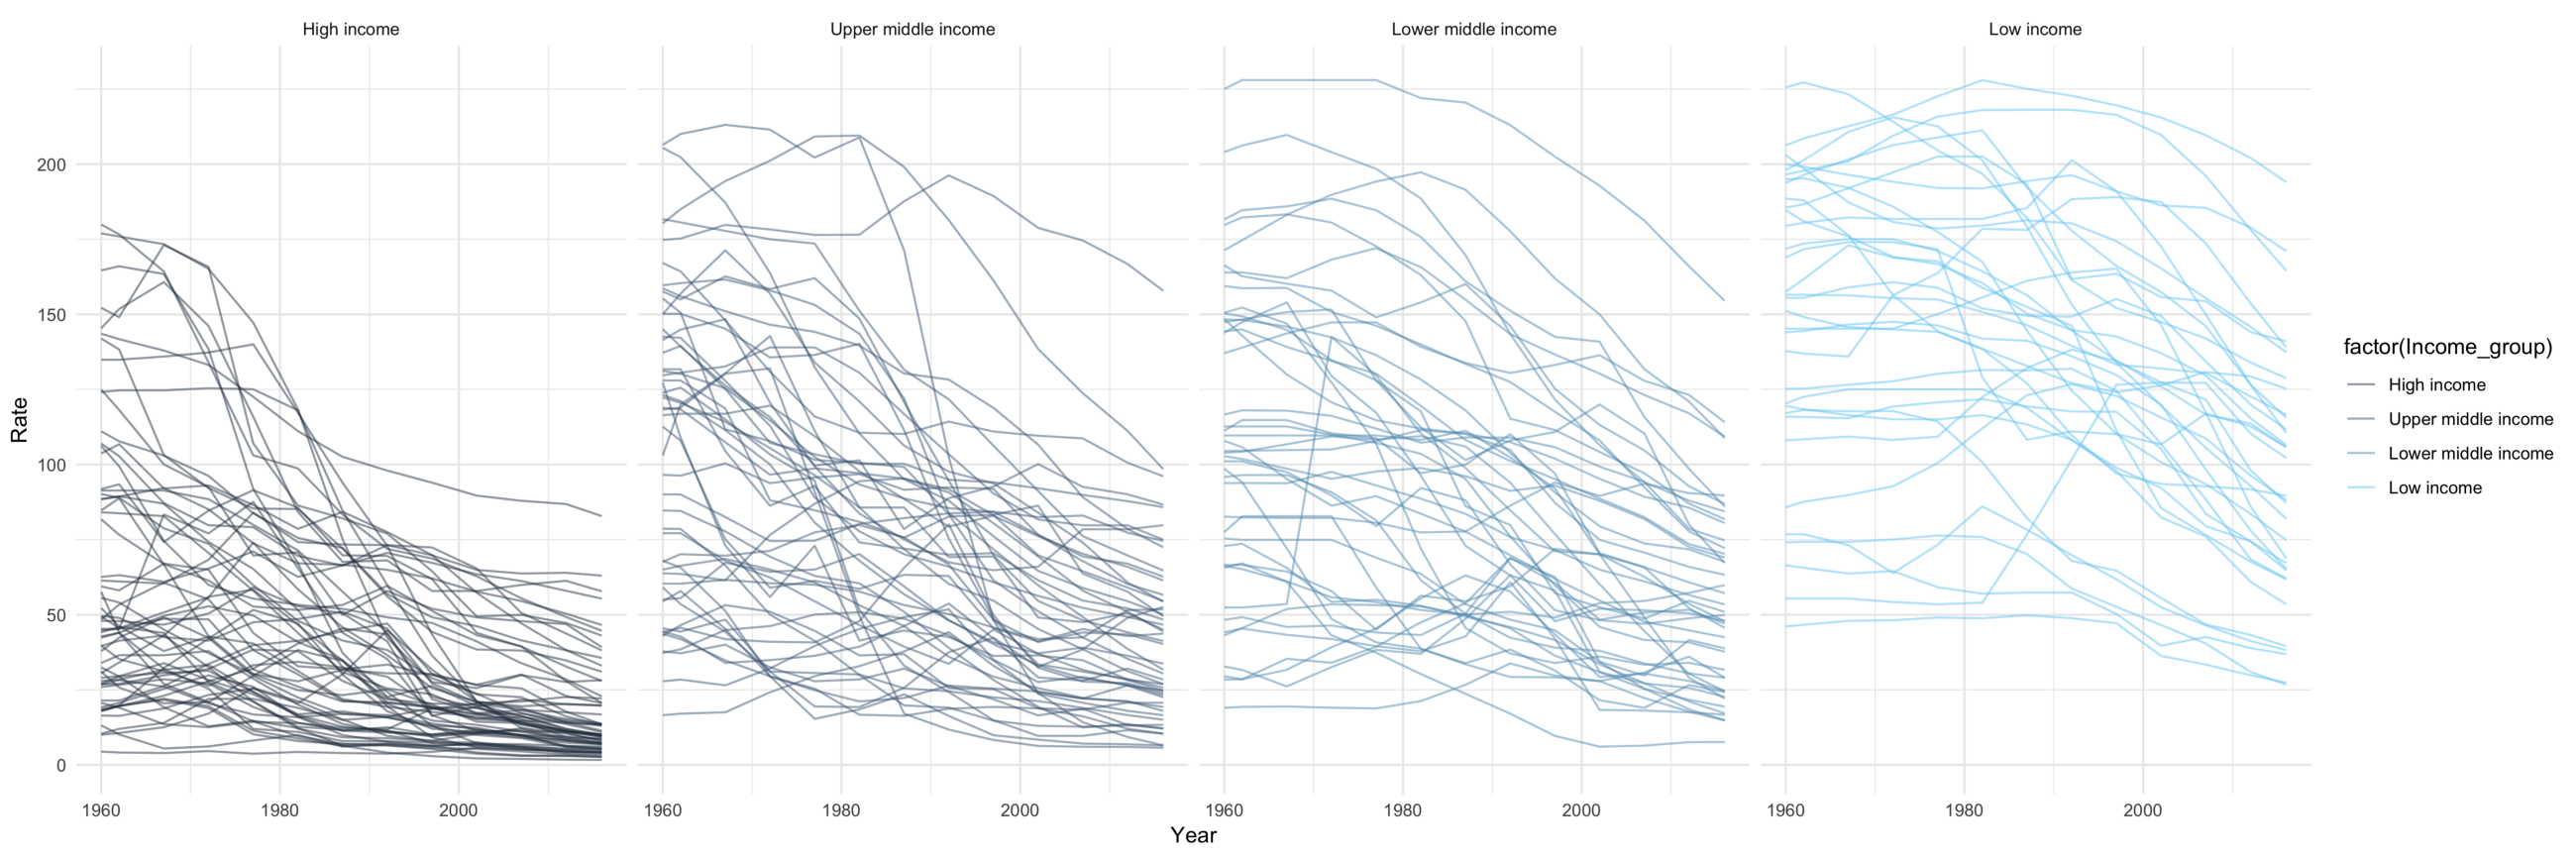 High income
Upper middle income
Lower middle income
Low income
200
150
100
50
0
Rate
1960 1980 2000
1960 1980 2000
1960 1980 2000
1960 1980 2000
Year
factor(Income_group)
High income
Upper middle income
Lower middle income
Low income